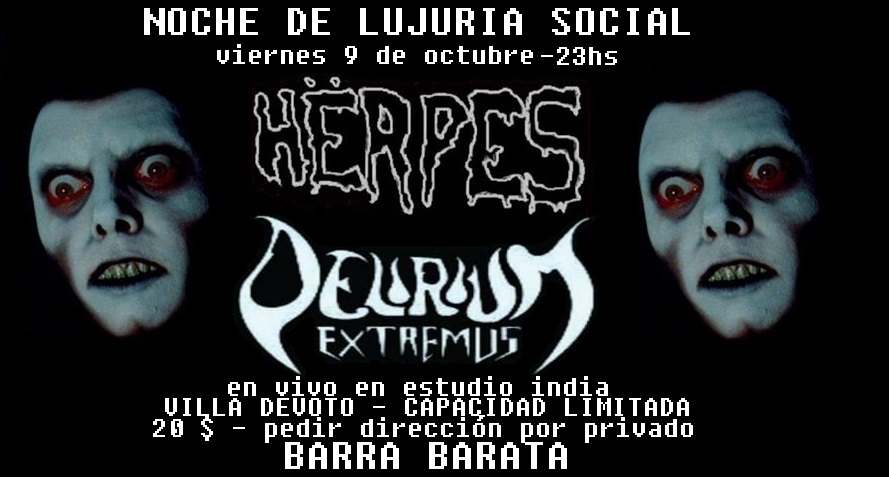 NOCHE DE LUJURIA SOCIAL
viernes 9 de octubre-23hs
HËRPES
DELIRIUM
EXTREMUS
en vivo en estudio india
VILLA DEVOTO - CAPACIDAD LIMITADA
20 $ - pedir dirección por privado
BARRA BARATA